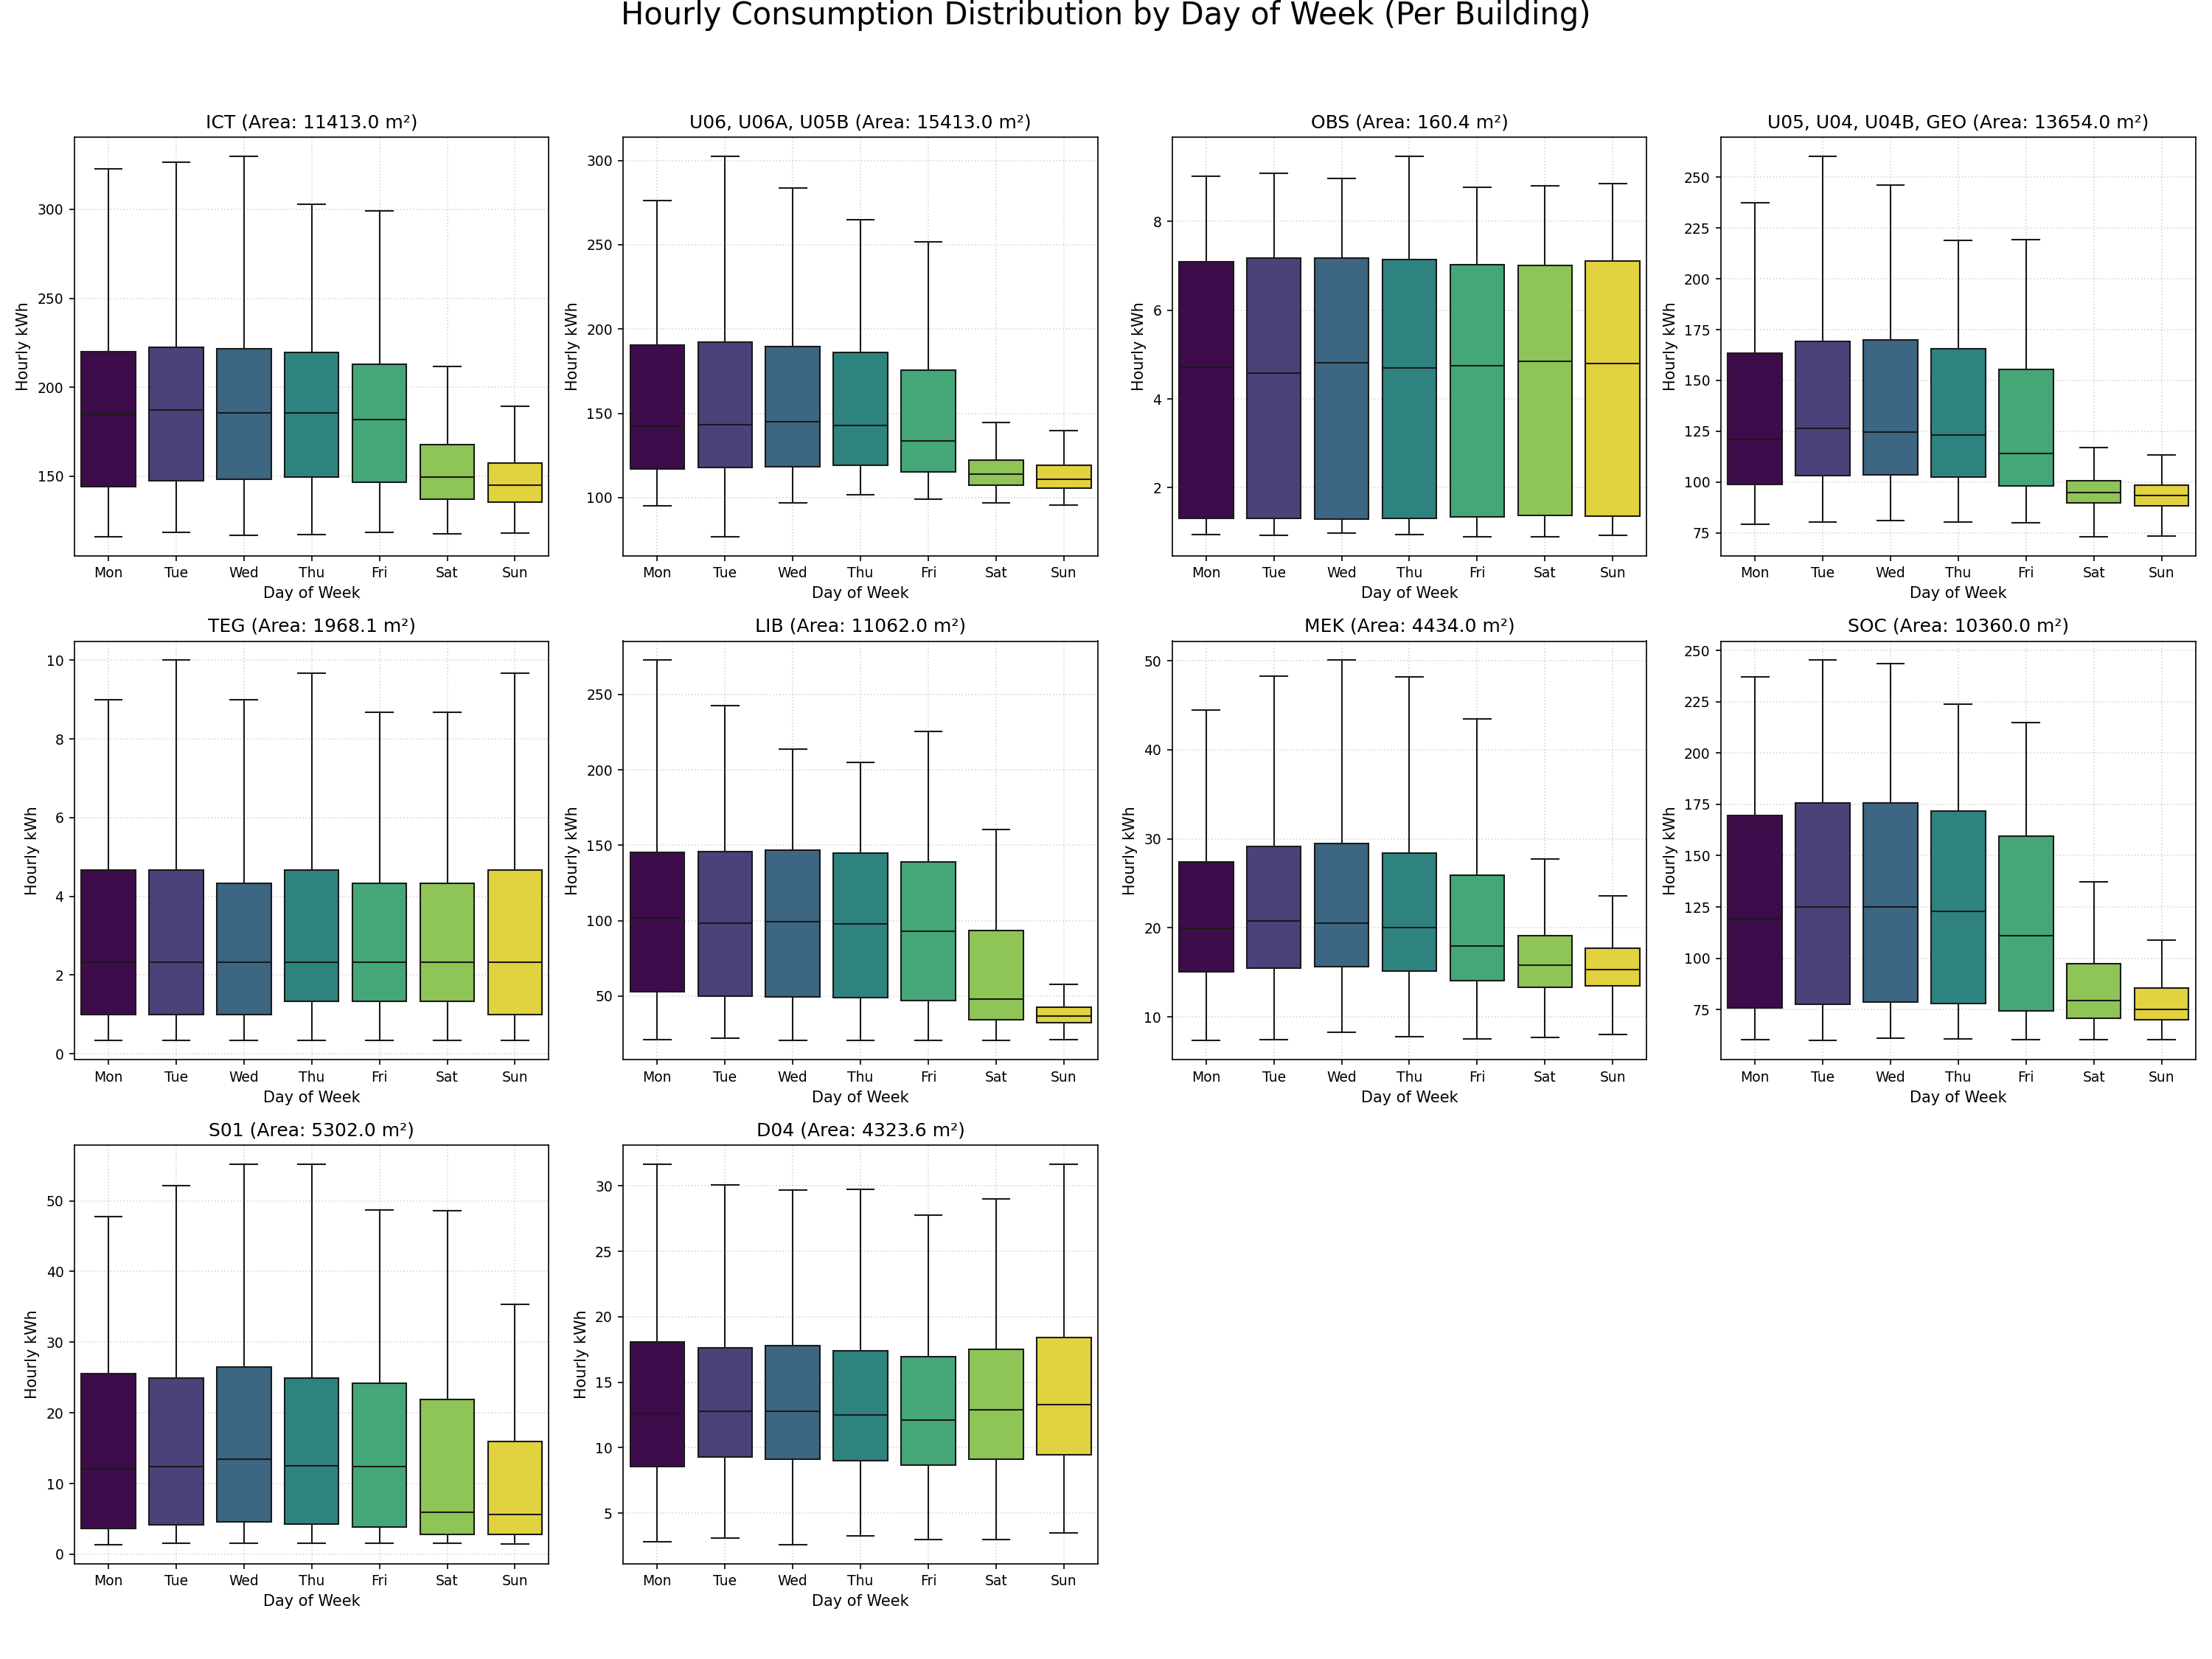 Hourly Consumption Distribution by Day of Week (Per Building)
ICT (Area: 11413.0 m²)
Hourly kWh
300
250
200
150
Mon Tue Wed Thu Fri Sat Sun
Day of Week
U06, U06A, U05B (Area: 15413.0 m²)
Hourly kWh
300
250
200
150
100
Mon Tue Wed Thu Fri Sat Sun
Day of Week
OBS (Area: 160.4 m²)
Hourly kWh
8
6
4
2
Mon Tue Wed Thu Fri Sat Sun
Day of Week
U05, U04, U04B, GEO (Area: 13654.0 m²)
Hourly kWh
250
225
200
175
150
125
100
75
Mon Tue Wed Thu Fri Sat Sun
Day of Week
TEG (Area: 1968.1 m²)
Hourly kWh
10
8
6
4
2
0
Mon Tue Wed Thu Fri Sat Sun
Day of Week
LIB (Area: 11062.0 m²)
Hourly kWh
250
200
150
100
50
Mon Tue Wed Thu Fri Sat Sun
Day of Week
MEK (Area: 4434.0 m²)
Hourly kWh
50
40
30
20
10
Mon Tue Wed Thu Fri Sat Sun
Day of Week
SOC (Area: 10360.0 m²)
Hourly kWh
250
225
200
175
150
125
100
75
Mon Tue Wed Thu Fri Sat Sun
Day of Week
S01 (Area: 5302.0 m²)
Hourly kWh
50
40
30
20
10
0
Mon Tue Wed Thu Fri Sat Sun
Day of Week
D04 (Area: 4323.6 m²)
Hourly kWh
30
25
20
15
10
5
Mon Tue Wed Thu Fri Sat Sun
Day of Week